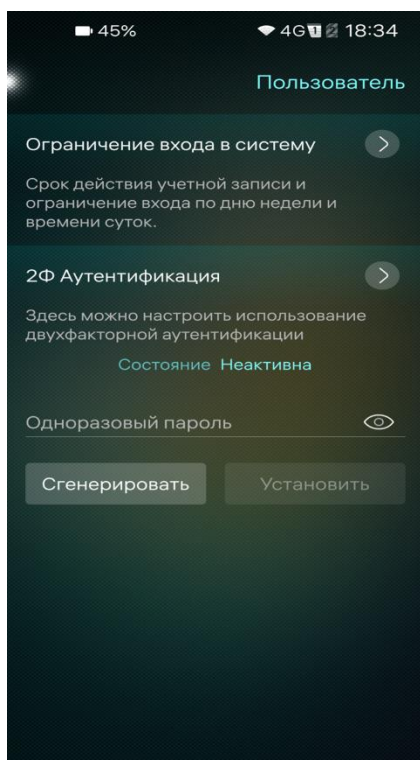 45% 4G 18:34
Пользователь
Ограничение входа в систему
Срок действия учетной записи и
ограничение входа по дню недели и
времени суток.
2Ф Аутентификация
Здесь можно настроить использование
двухфакторной аутентификации
Состояние Неактивна
Одноразовый пароль
Сгенерировать Установить